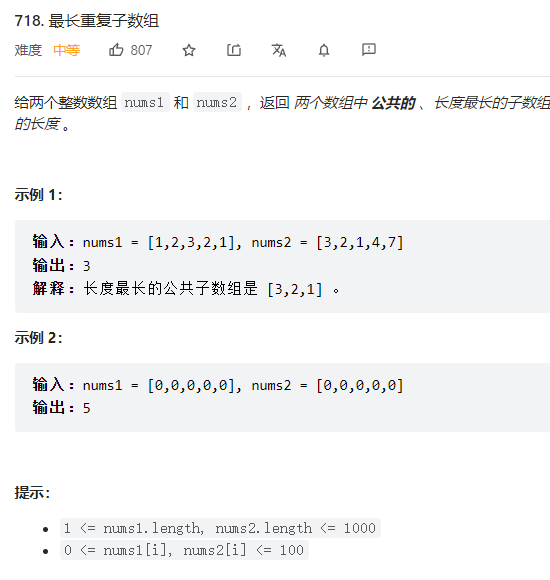 718. 最长重复子数组
难度 中等 807
给两个整数数组 nums1 和 nums2 ，返回 两个数组中 公共的 、长度最长的子数组
的长度 。
示例 1：
输入：nums1 = [1,2,3,2,1], nums2 = [3,2,1,4,7]
输出：3
解释：长度最长的公共子数组是 [3,2,1] 。
示例 2：
输入：nums1 = [0,0,0,0,0], nums2 = [0,0,0,0,0]
输出：5
提示：
1 <= nums1.length, nums2.length <= 1000
0 <= nums1[i], nums2[i] <= 100